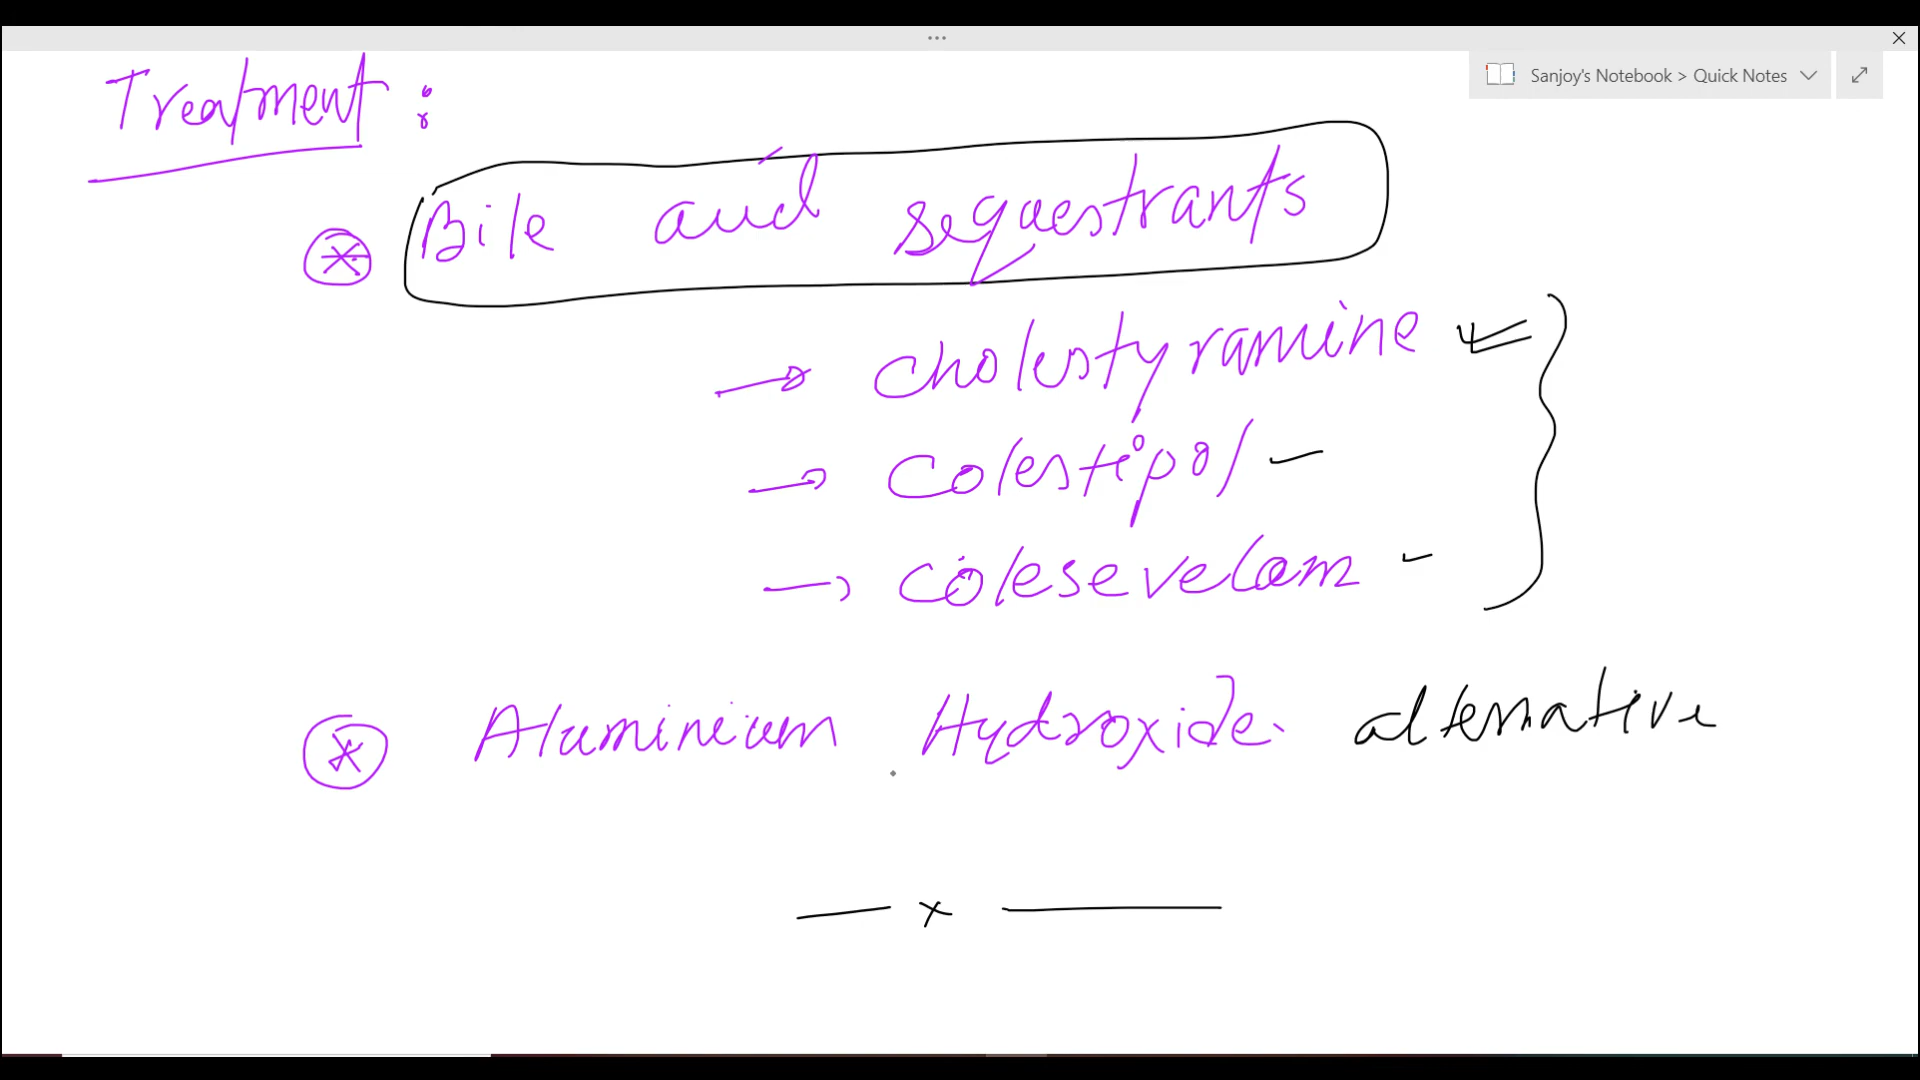 Sanjoy's Notebook > Quick Notes
Treatment :
Bile acid sequestrants
→ Cholestyramine
→ Colestipol -
→ Colesevelam -
Aluminium Hydroxide. alternative
— x —